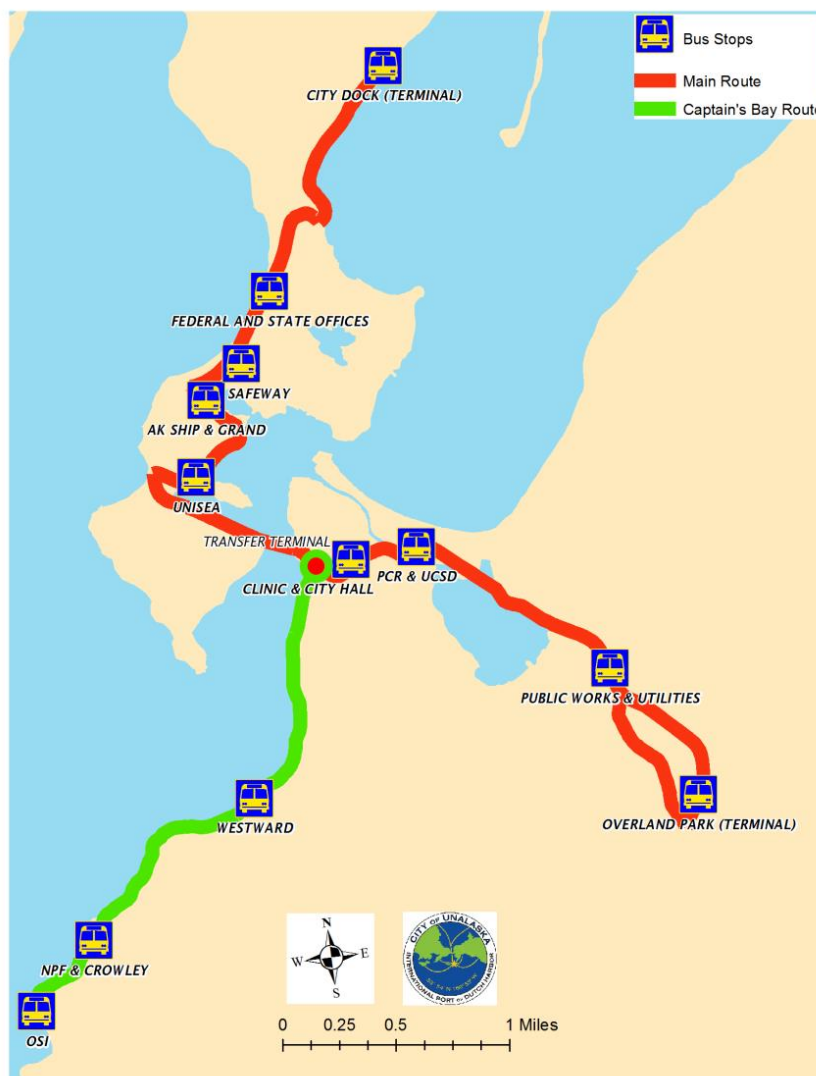 Bus Stops
Main Route
Captain's Bay Route
CITY DOCK (TERMINAL)
FEDERAL AND STATE OFFICES
SAFEWAY
AK SHIP & GRAND
UNISEA
TRANSFER TERMINAL
CLINIC & CITY HALL
PCR & UCSD
PUBLIC WORKS & UTILITIES
OVERLAND PARK (TERMINAL)
WESTWARD
NPF & CROWLEY
OSI
N
W E
S
CITY OF UNALASKA
INTERNATIONAL PORT OF DUTCH HARBOR
0 0.25 0.5 1 Miles